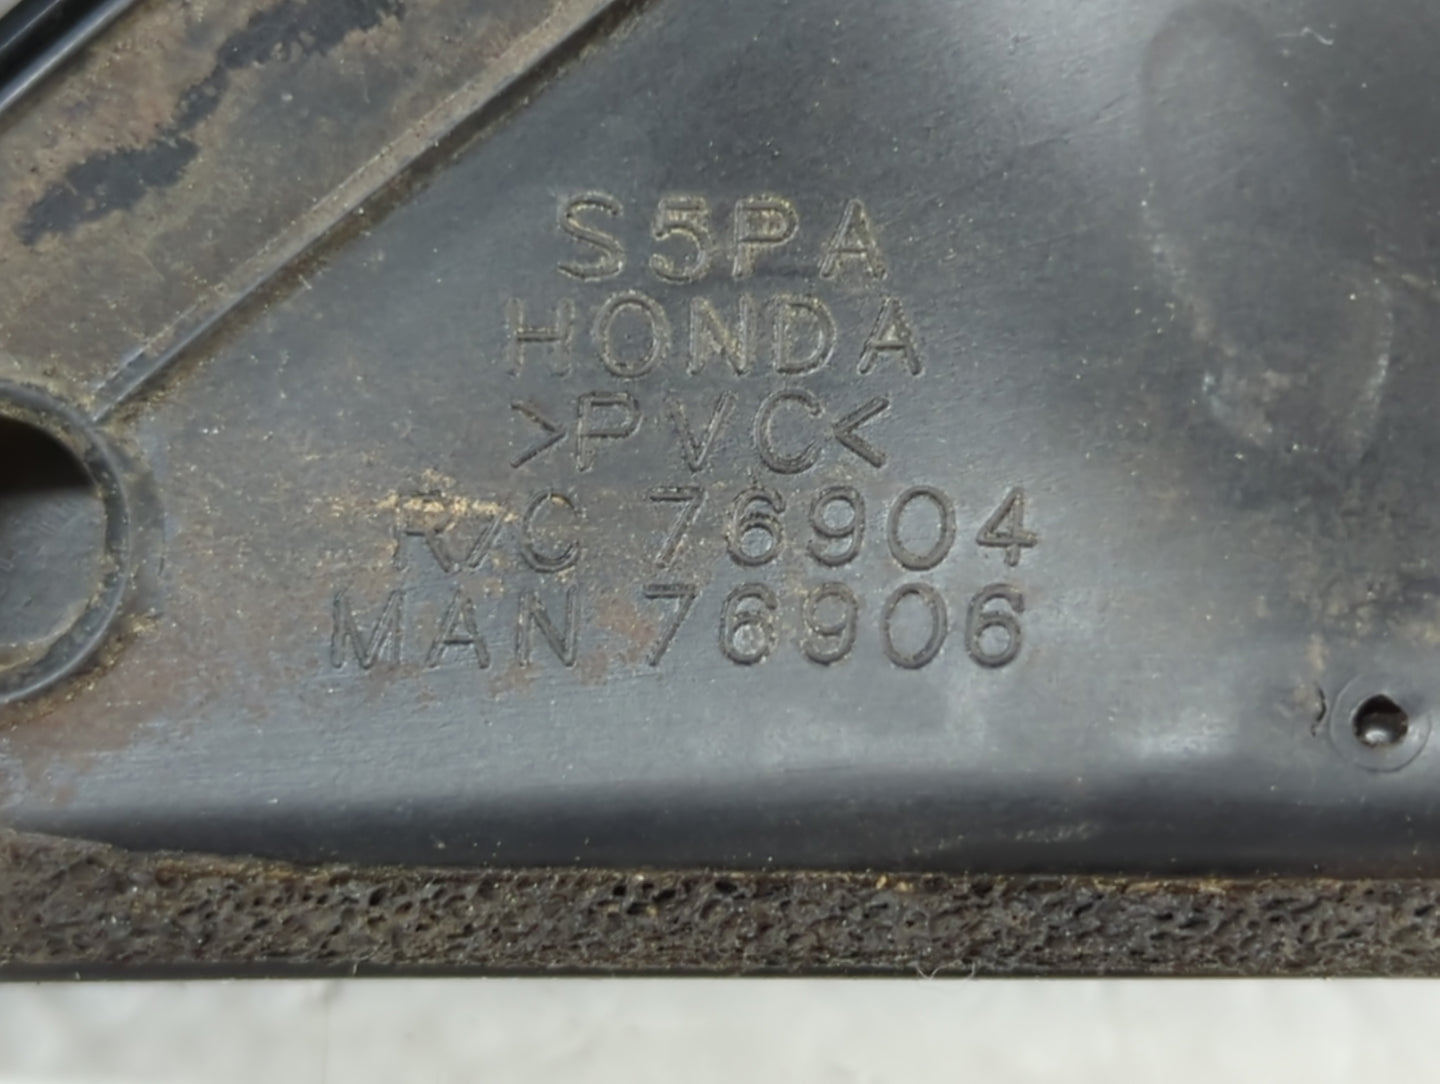 S5PA
HONDA
>PVC<
R/C 76904
MAN 76906